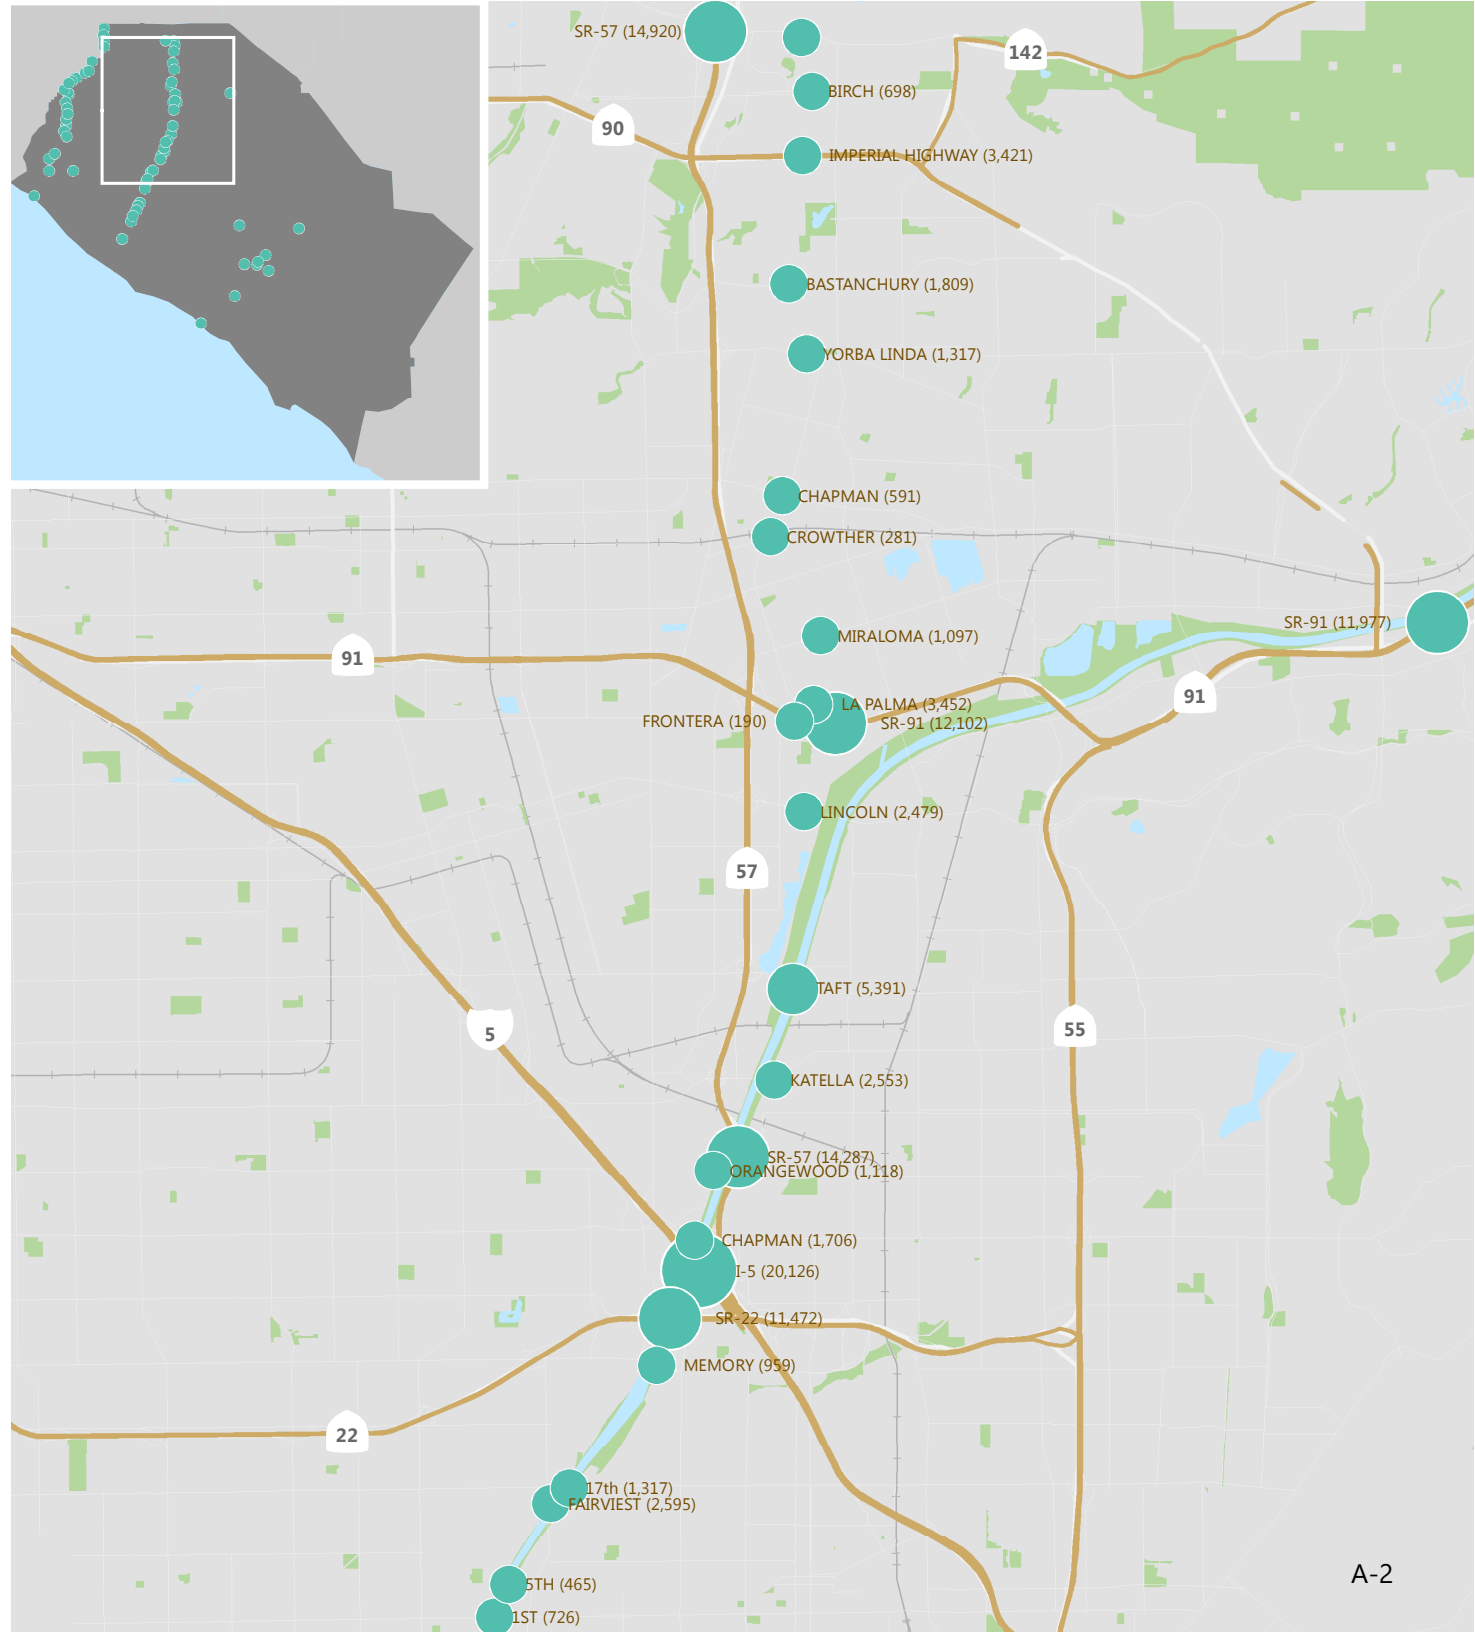 SR-57 (14,920)
142
BIRCH (698)
90
IMPERIAL HIGHWAY (3,421)
BASTANCHURY (1,809)
YORBA LINDA (1,317)
CHAPMAN (591)
CROWTHER (281)
SR-91 (11,977)
MIRALOMA (1,097)
91
91
LA PALMA (3,452)
FRONTERA (190)
SR-91 (12,102)
LINCOLN (2,479)
57
TAFT (5,391)
5
55
KATELLA (2,553)
SR-57 (14,287)
ORANGEWOOD (1,118)
CHAPMAN (1,706)
I-5 (20,126)
SR-22 (11,472)
MEMORY (959)
22
17th (1,317)
FAIRVIEST (2,595)
A-2
5TH (465)
1ST (726)